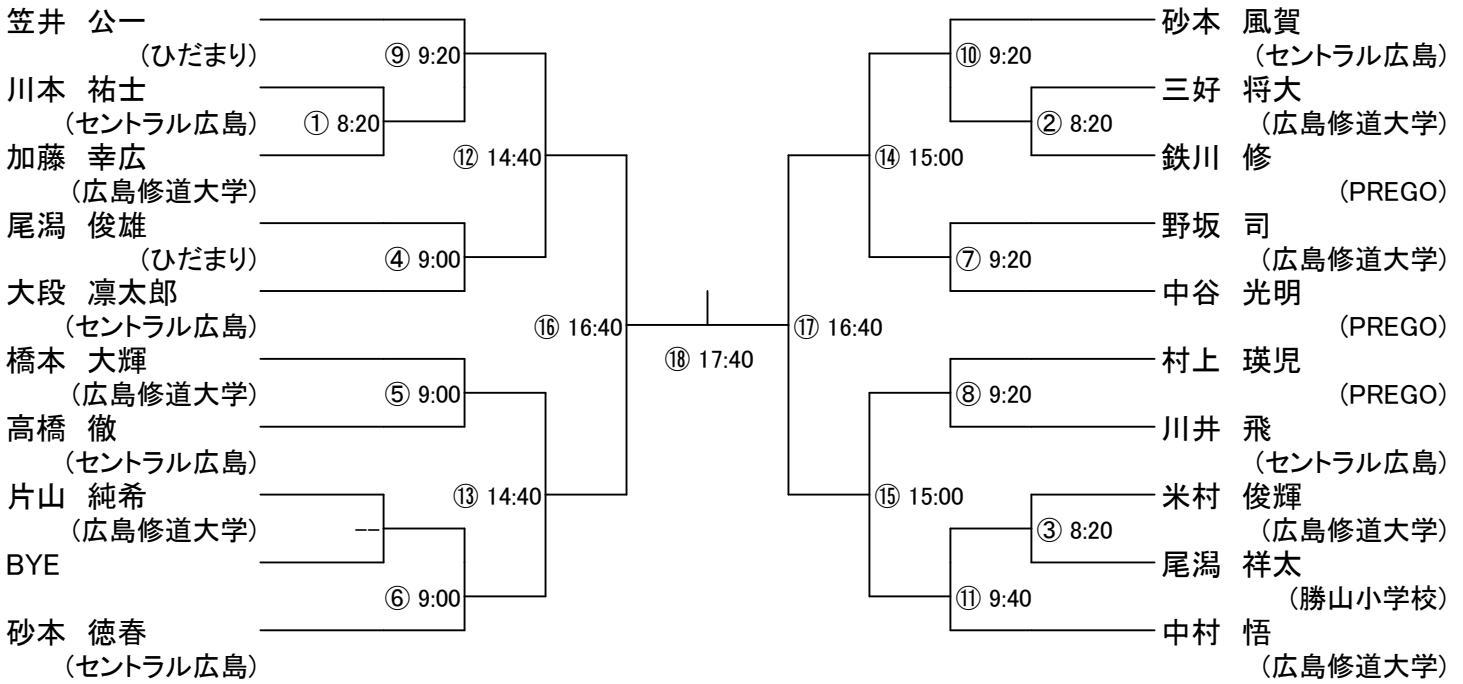 笠井 公一
(ひだまり)
⑨ 9:20
川本 祐士
(セントラル広島)
① 8:20
加藤 幸広
(広島修道大学)
⑫ 14:40
尾潟 俊雄
(ひだまり)
④ 9:00
大段 凛太郎
(セントラル広島)
⑯ 16:40
橋本 大輝
(広島修道大学)
⑤ 9:00
高橋 徹
(セントラル広島)
片山 純希
(広島修道大学)
⑬ 14:40
--
BYE
⑥ 9:00
砂本 徳春
(セントラル広島)
⑱ 17:40
砂本 風賀
(セントラル広島)
⑩ 9:20
三好 将大
(広島修道大学)
② 8:20
鉄川 修
(PREGO)
⑭ 15:00
野坂 司
(広島修道大学)
⑦ 9:20
中谷 光明
(PREGO)
⑰ 16:40
村上 瑛児
(PREGO)
⑧ 9:20
川井 飛
(セントラル広島)
米村 俊輝
(広島修道大学)
⑮ 15:00
③ 8:20
尾潟 祥太
(勝山小学校)
⑪ 9:40
中村 悟
(広島修道大学)